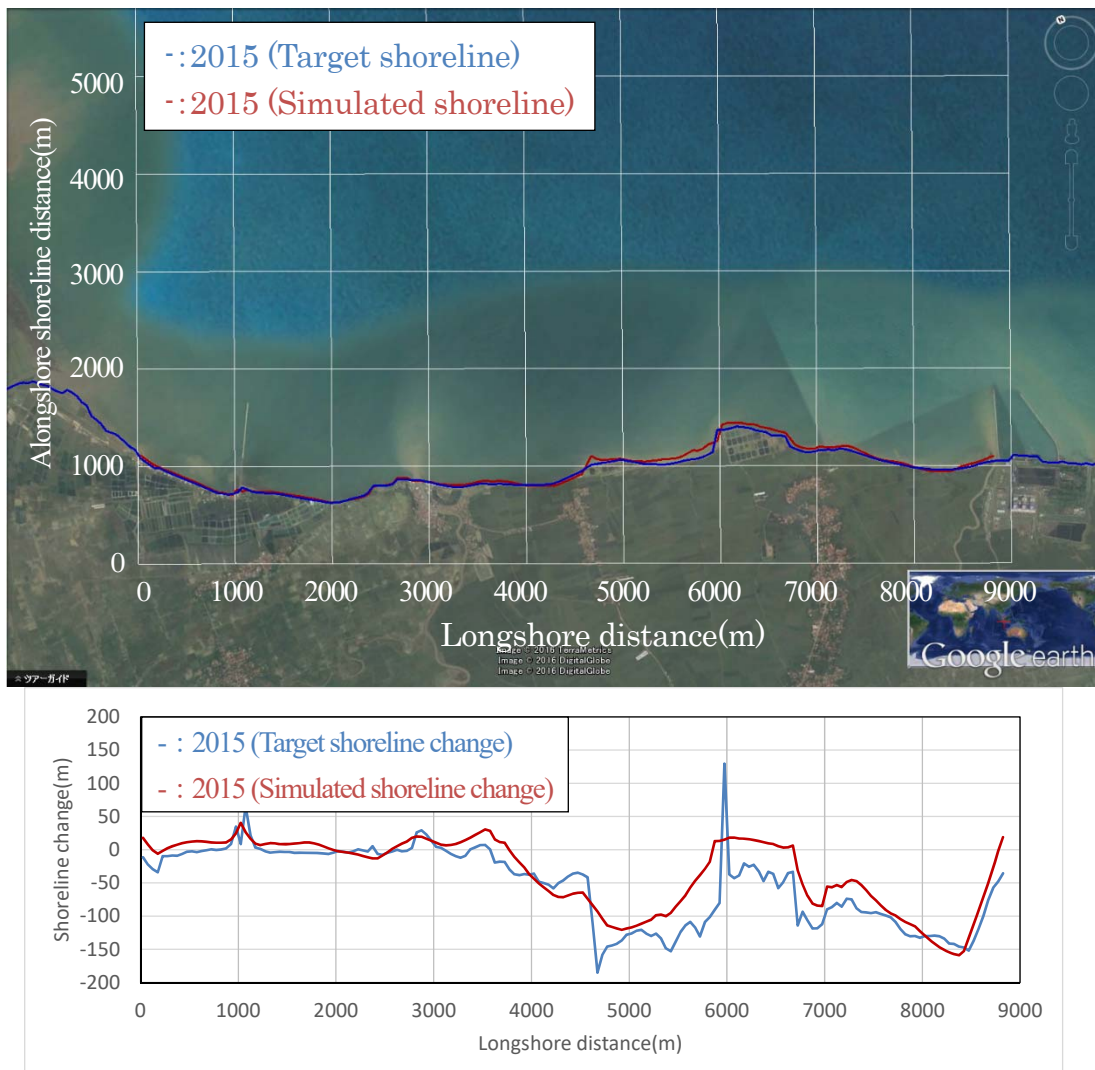 -:2015 (Target shoreline)
-:2015 (Simulated shoreline)
Alongshore shoreline distance(m)
5000
4000
3000
2000
1000
0
0 1000 2000 3000 4000 5000 6000 7000 8000 9000
Longshore distance(m)
Image © 2016 TerraMetrics
Image © 2016 DigitalGlobe
Image © 2016 DigitalGlobe
Google earth
ツアーガイド
N
- : 2015 (Target shoreline change)
- : 2015 (Simulated shoreline change)
Shoreline change(m)
200
150
100
50
0
-50
-100
-150
-200
0 1000 2000 3000 4000 5000 6000 7000 8000 9000
Longshore distance(m)